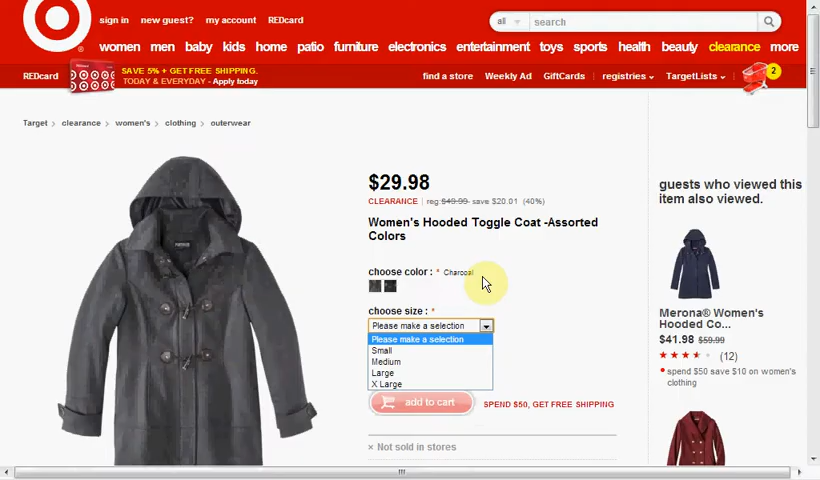 sign in new guest? my account REDcard
all search
women men baby kids home patio furniture electronics entertainment toys sports health beauty clearance more
REDcard SAVE 5% + GET FREE SHIPPING. find a store Weekly Ad GiftCards registries TargetLists 2
TODAY & EVERYDAY - Apply today
Target > clearance > women's > clothing > outerwear
$29.98
CLEARANCE | reg: $49.99 - save $20.01 (40%)
Women's Hooded Toggle Coat -Assorted
Colors
choose color : * Charcoal
choose size : *
Please make a selection
Please make a selection
Small
Medium
Large
X Large
add to cart SPEND $50, GET FREE SHIPPING
× Not sold in stores
guests who viewed this
item also viewed.
Merona® Women's
Hooded Co...
$41.98 $59.99
(12)
spend $50 save $10 on women's
clothing